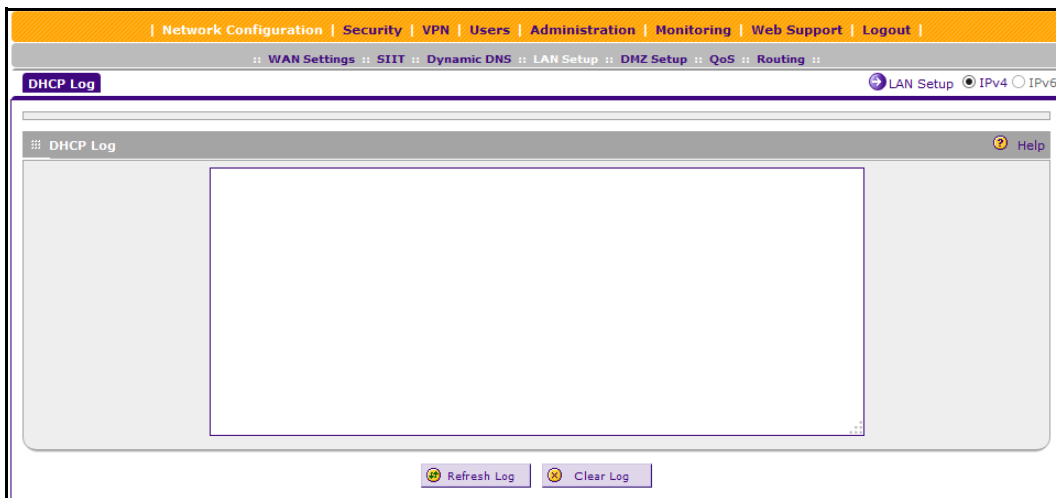 | Network Configuration | Security | VPN | Users | Administration | Monitoring | Web Support | Logout |
:: WAN Settings :: SIIT :: Dynamic DNS :: LAN Setup :: DMZ Setup :: QoS :: Routing ::
DHCP Log LAN Setup IPv4 IPv6
DHCP Log Help
Refresh Log Clear Log